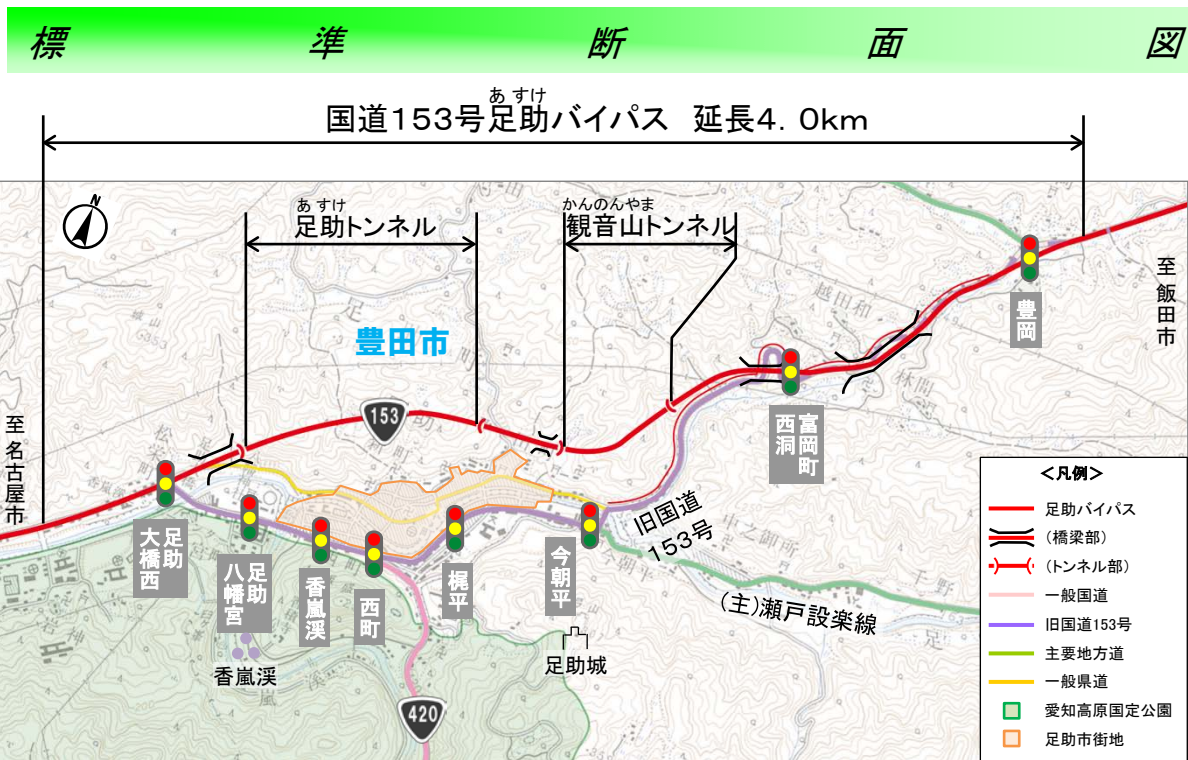 標準断面図
あすけ
国道153号足助バイパス 延長4.0km
N
あすけ
足助トンネル
かんのんやま
観音山トンネル
豊田市
153
至名古屋市
至飯田市
豊岡
富岡町
西洞
足助
大橋西
足助
八幡宮
香嵐渓
西町
梶平
今朝平
旧国道
153号
(主)瀬戸設楽線
香嵐渓
足助城
420
<凡例>
足助バイパス
(橋梁部)
(トンネル部)
一般国道
旧国道153号
主要地方道
一般県道
愛知高原国定公園
足助市街地